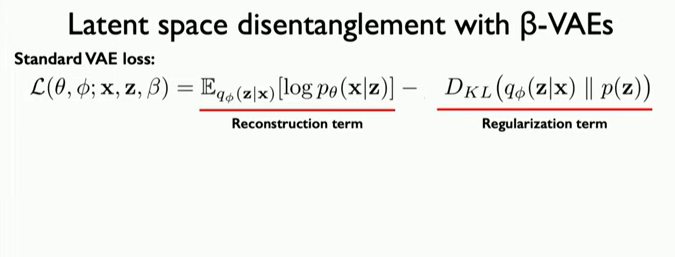 Latent space disentanglement with β-VAEs
Standard VAE loss:
ℒ(θ, ϕ; x, z, β) = 𝔼_{q_ϕ(z|x)}[log p_θ(x|z)] − D_{KL}(q_ϕ(z|x) ‖ p(z))
Reconstruction term Regularization term